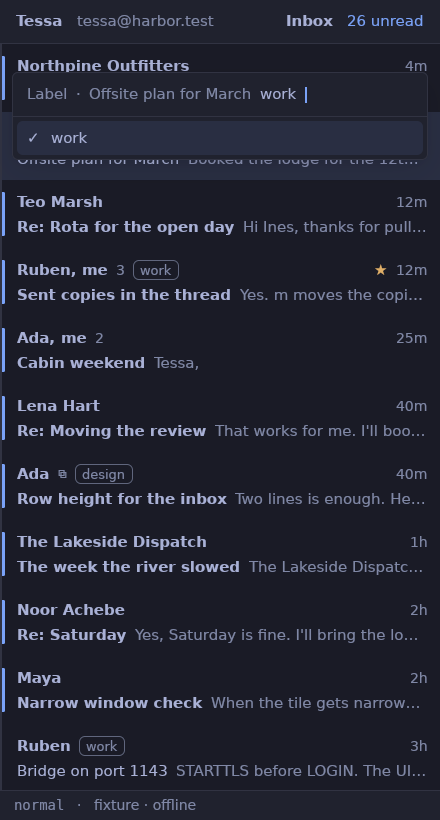 Tessa tessa@harbor.test Inbox 26 unread
Northpine Outfitters 4m
Label · Offsite plan for March work
✓ work
Offsite plan for March Booked the lodge for the 12t…
Teo Marsh 12m
Re: Rota for the open day Hi Ines, thanks for pull…
Ruben, me 3 work ★ 12m
Sent copies in the thread Yes. m moves the copi…
Ada, me 2 25m
Cabin weekend Tessa,
Lena Hart 40m
Re: Moving the review That works for me. I'll boo…
Ada design 40m
Row height for the inbox Two lines is enough. He…
The Lakeside Dispatch 1h
The week the river slowed The Lakeside Dispatc…
Noor Achebe 2h
Re: Saturday Yes, Saturday is fine. I'll bring the lo…
Maya 2h
Narrow window check When the tile gets narrow…
Ruben work 3h
Bridge on port 1143 STARTTLS before LOGIN. The UI…
normal · fixture · offline